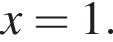 x = 1.